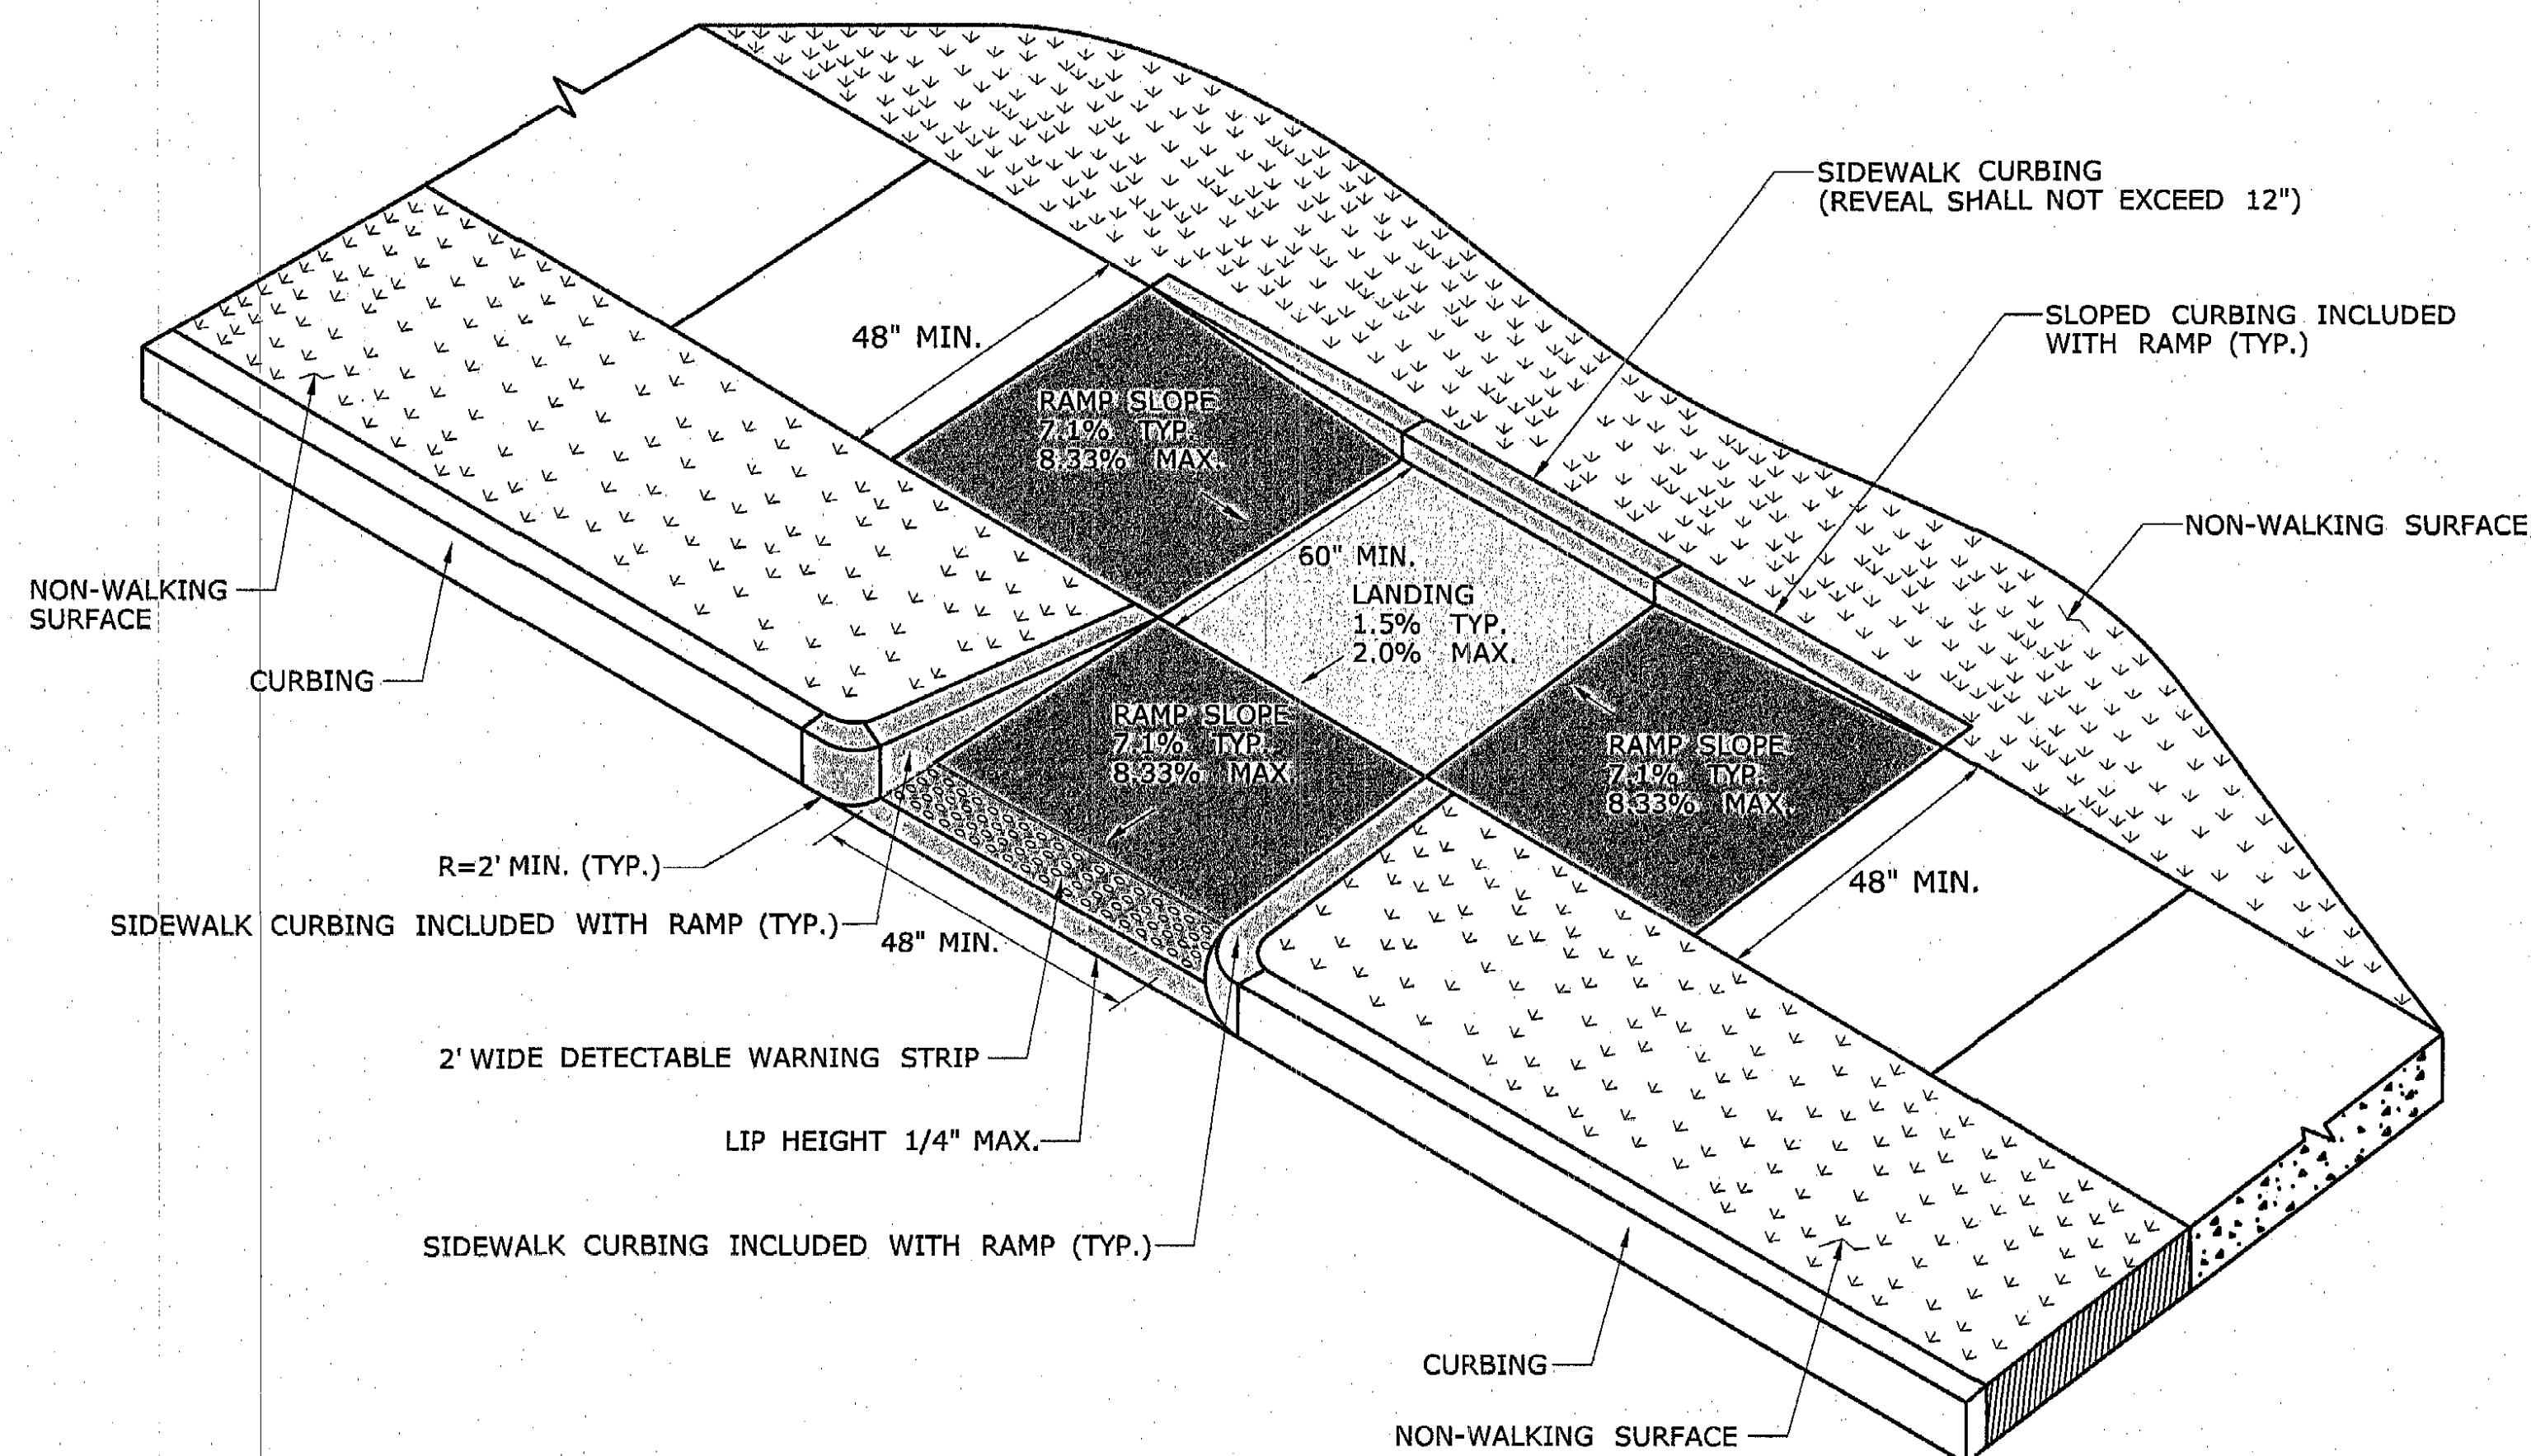 SIDEWALK CURBING
(REVEAL SHALL NOT EXCEED 12")
SLOPED CURBING INCLUDED
WITH RAMP (TYP.)
48" MIN.
RAMP SLOPE
7.1% TYP.
8.33% MAX.
NON-WALKING SURFACE
60" MIN.
LANDING
1.5% TYP.
2.0% MAX.
NON-WALKING
SURFACE
CURBING
RAMP SLOPE
7.1% TYP.
8.33% MAX.
RAMP SLOPE
7.1% TYP.
8.33% MAX.
48" MIN.
R=2' MIN. (TYP.)
SIDEWALK CURBING INCLUDED WITH RAMP (TYP.)
48" MIN.
2' WIDE DETECTABLE WARNING STRIP
LIP HEIGHT 1/4" MAX.
SIDEWALK CURBING INCLUDED WITH RAMP (TYP.)
CURBING
NON-WALKING SURFACE